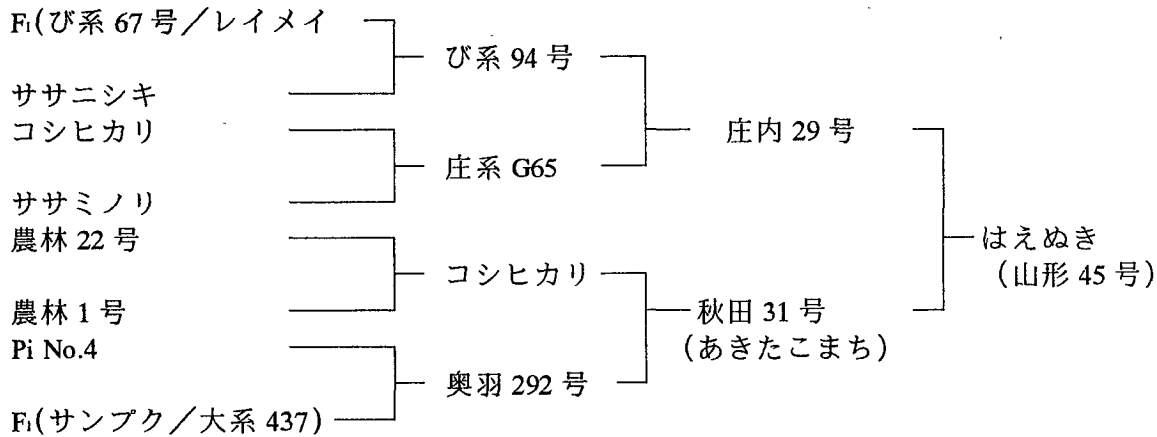 F₁(び系 67 号／レイメイ
び系 94 号
ササニシキ
コシヒカリ
庄内 29 号
庄系 G65
ササミノリ
農林 22 号
はえぬき
コシヒカリ
（山形 45 号）
農林 1 号
秋田 31 号
Pi No.4
（あきたこまち）
奥羽 292 号
F₁(サンプク／大系 437)